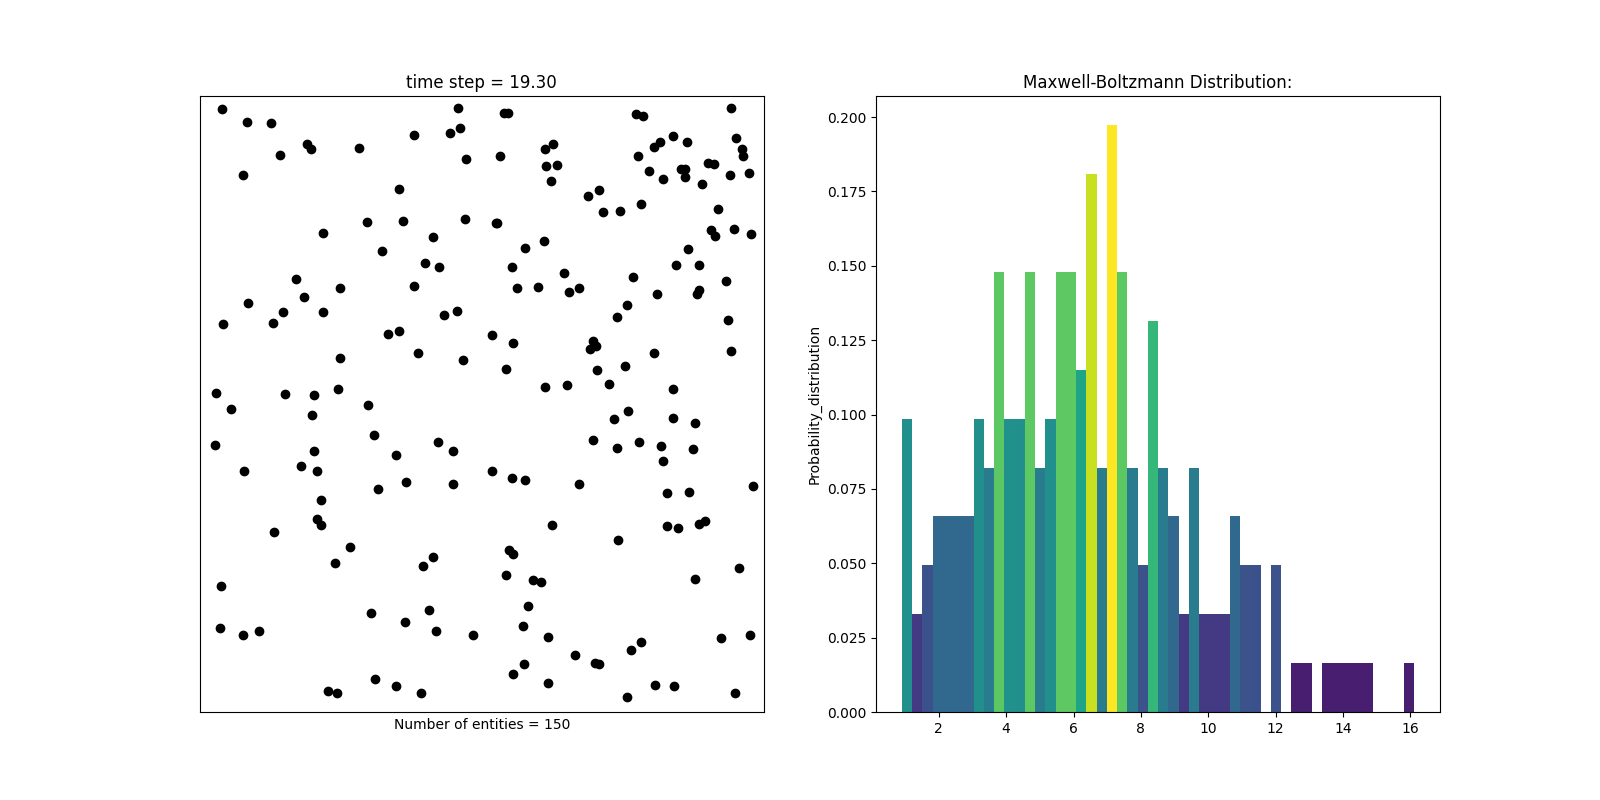 time step = 19.30
Number of entities = 150
Maxwell-Boltzmann Distribution:
Probability_distribution
0.200
0.175
0.150
0.125
0.100
0.075
0.050
0.025
0.000
2 4 6 8 10 12 14 16